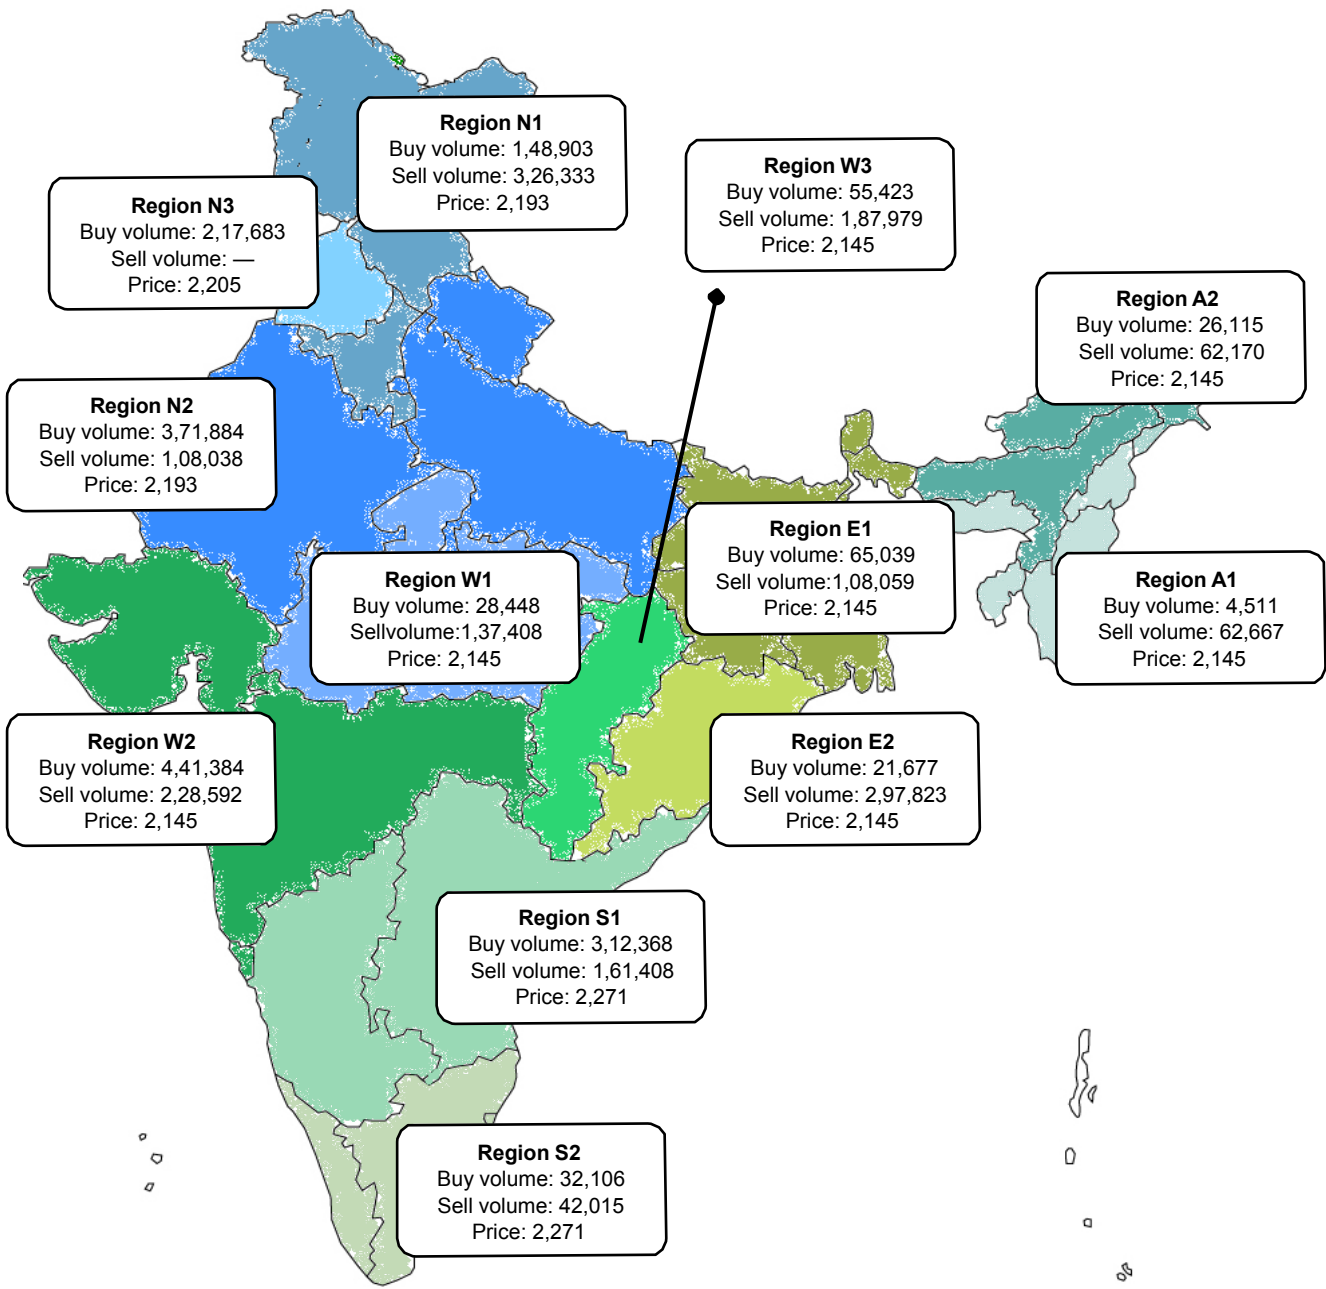 Region N1
Buy volume: 1,48,903
Sell volume: 3,26,333
Price: 2,193
Region W3
Buy volume: 55,423
Sell volume: 1,87,979
Price: 2,145
Region N3
Buy volume: 2,17,683
Sell volume: —
Price: 2,205
Region A2
Buy volume: 26,115
Sell volume: 62,170
Price: 2,145
Region N2
Buy volume: 3,71,884
Sell volume: 1,08,038
Price: 2,193
Region E1
Buy volume: 65,039
Sell volume:1,08,059
Price: 2,145
Region W1
Buy volume: 28,448
Sellvolume:1,37,408
Price: 2,145
Region A1
Buy volume: 4,511
Sell volume: 62,667
Price: 2,145
Region W2
Buy volume: 4,41,384
Sell volume: 2,28,592
Price: 2,145
Region E2
Buy volume: 21,677
Sell volume: 2,97,823
Price: 2,145
Region S1
Buy volume: 3,12,368
Sell volume: 1,61,408
Price: 2,271
Region S2
Buy volume: 32,106
Sell volume: 42,015
Price: 2,271